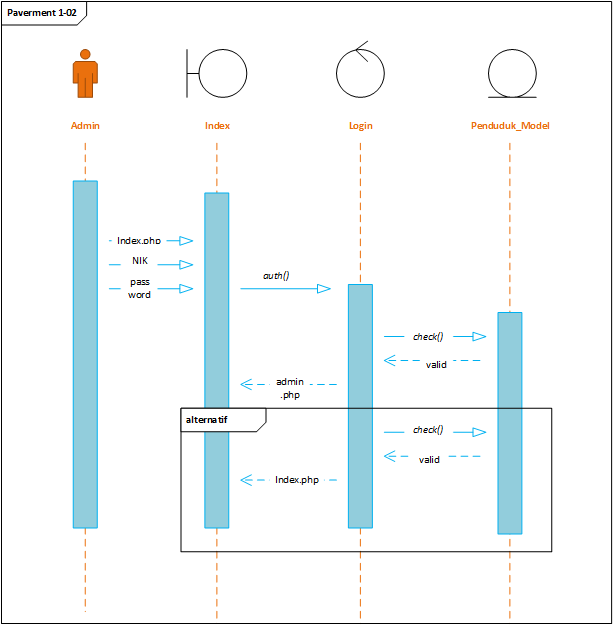 Paverment 1-02
Admin
Index
Login
Penduduk_Model
Index.php
NIK
pass
word
auth()
check()
valid
admin
.php
alternatif
check()
valid
Index.php